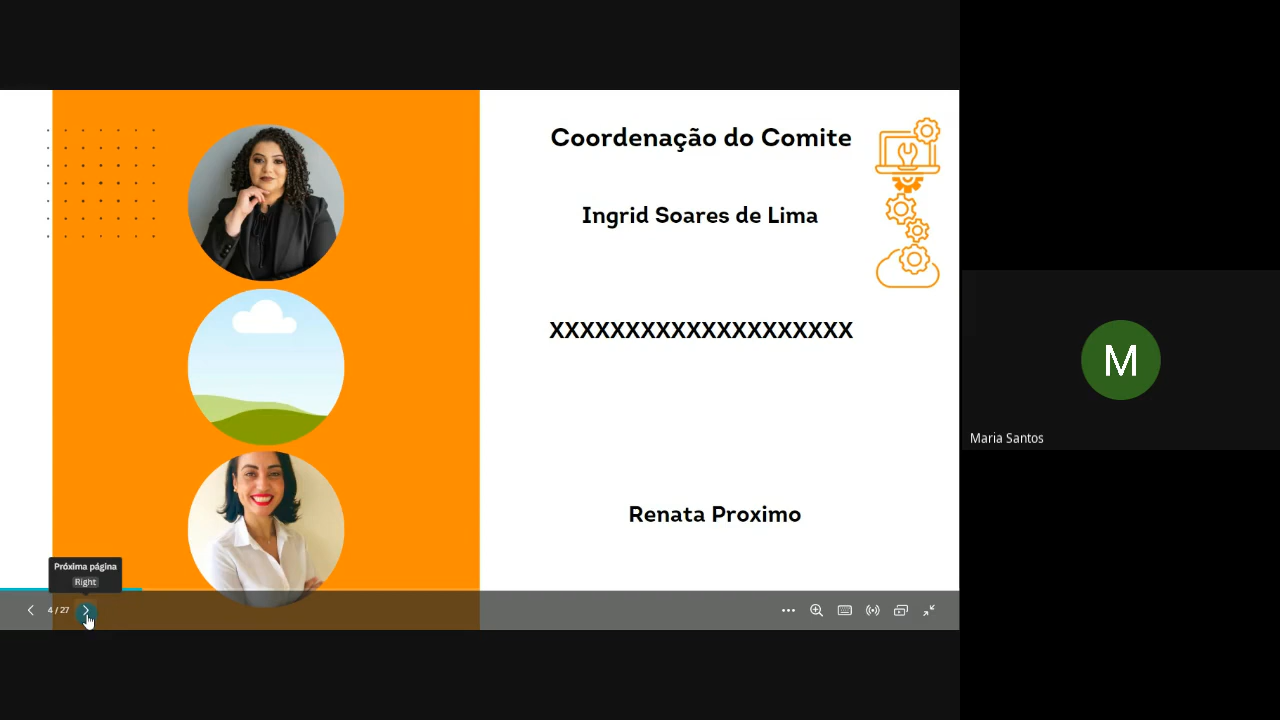 Coordenação do Comite
Ingrid Soares de Lima
XXXXXXXXXXXXXXXXXXXX
Renata Proximo
Próxima página
Right
4 / 27
M
Maria Santos